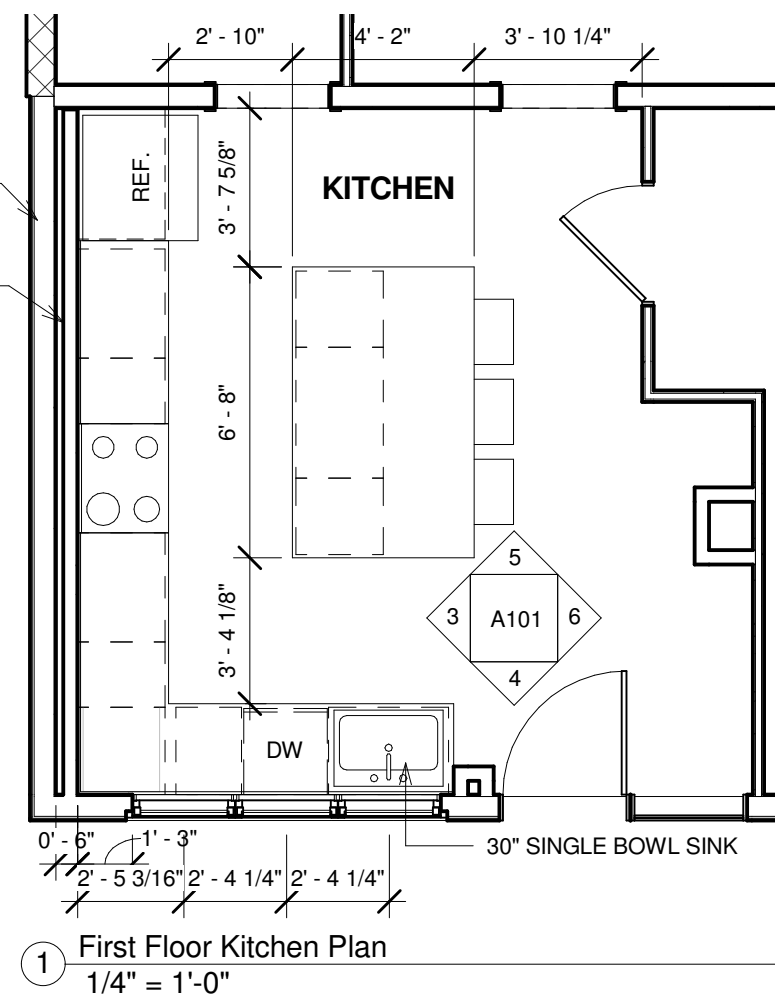 2' - 10"
4' - 2"
3' - 10 1/4"
REF.
3' - 7 5/8"
KITCHEN
6' - 8"
3' - 4 1/8"
5
3
A101
6
4
DW
0' - 6"
1' - 3"
30" SINGLE BOWL SINK
2' - 5 3/16"
2' - 4 1/4"
2' - 4 1/4"
1
First Floor Kitchen Plan
1/4" = 1'-0"